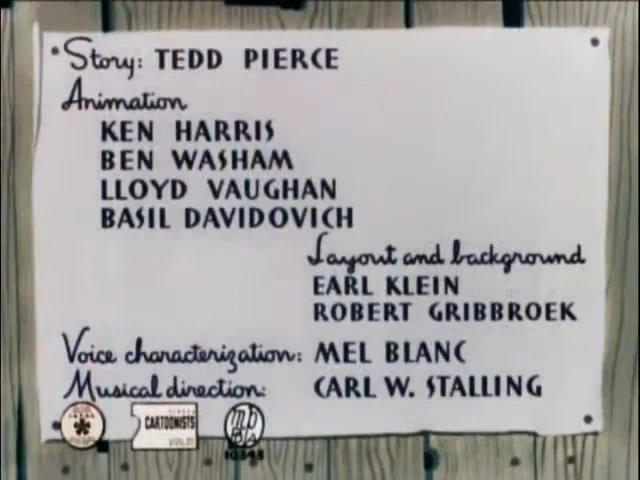 Story: TEDD PIERCE
Animation
KEN HARRIS
BEN WASHAM
LLOYD VAUGHAN
BASIL DAVIDOVICH
Layout and background
EARL KLEIN
ROBERT GRIBBROEK
Voice characterization: MEL BLANC
Musical direction: CARL W. STALLING
CARTOONISTS